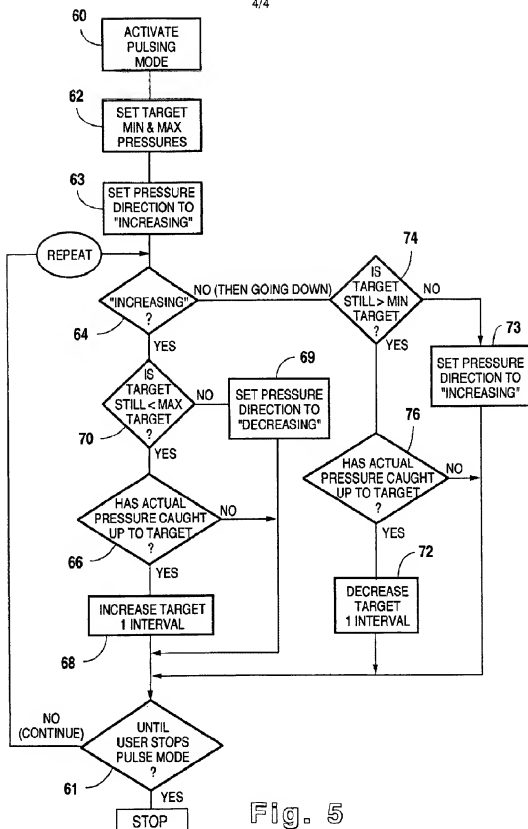 4/4
60
ACTIVATE
PULSING
MODE
62
SET TARGET
MIN & MAX
PRESSURES
63
SET PRESSURE
DIRECTION TO
"INCREASING"
REPEAT
"INCREASING"
?
64
NO (THEN GOING DOWN)
YES
74
IS
TARGET
STILL > MIN
TARGET
?
NO
YES
73
SET PRESSURE
DIRECTION TO
"INCREASING"
IS
TARGET
STILL < MAX
TARGET
?
70
NO
YES
69
SET PRESSURE
DIRECTION TO
"DECREASING"
76
HAS ACTUAL
PRESSURE CAUGHT
UP TO TARGET
?
NO
YES
HAS ACTUAL
PRESSURE CAUGHT
UP TO TARGET
?
66
NO
YES
72
DECREASE
TARGET
1 INTERVAL
INCREASE TARGET
1 INTERVAL
68
NO
(CONTINUE)
UNTIL
USER STOPS
PULSE MODE
?
61
YES
STOP
Fig. 5